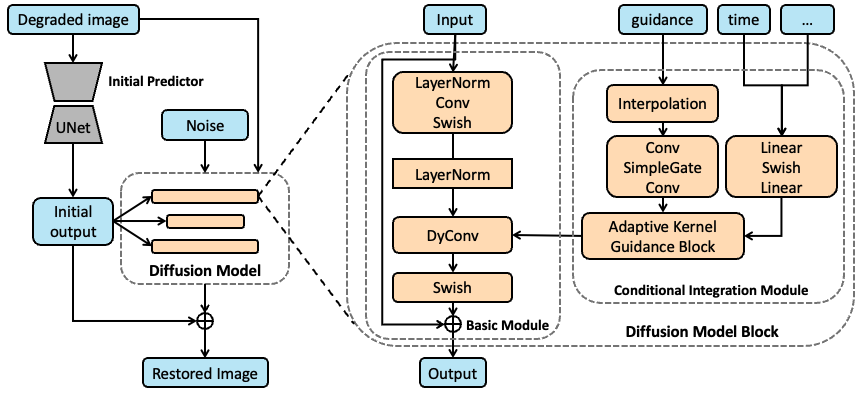 Degraded image
Initial Predictor
UNet
Noise
Initial
output
Diffusion Model
Restored Image
Input
LayerNorm
Conv
Swish
LayerNorm
DyConv
Swish
Basic Module
Output
guidance
time
...
Interpolation
Conv
SimpleGate
Conv
Linear
Swish
Linear
Adaptive Kernel
Guidance Block
Conditional Integration Module
Diffusion Model Block